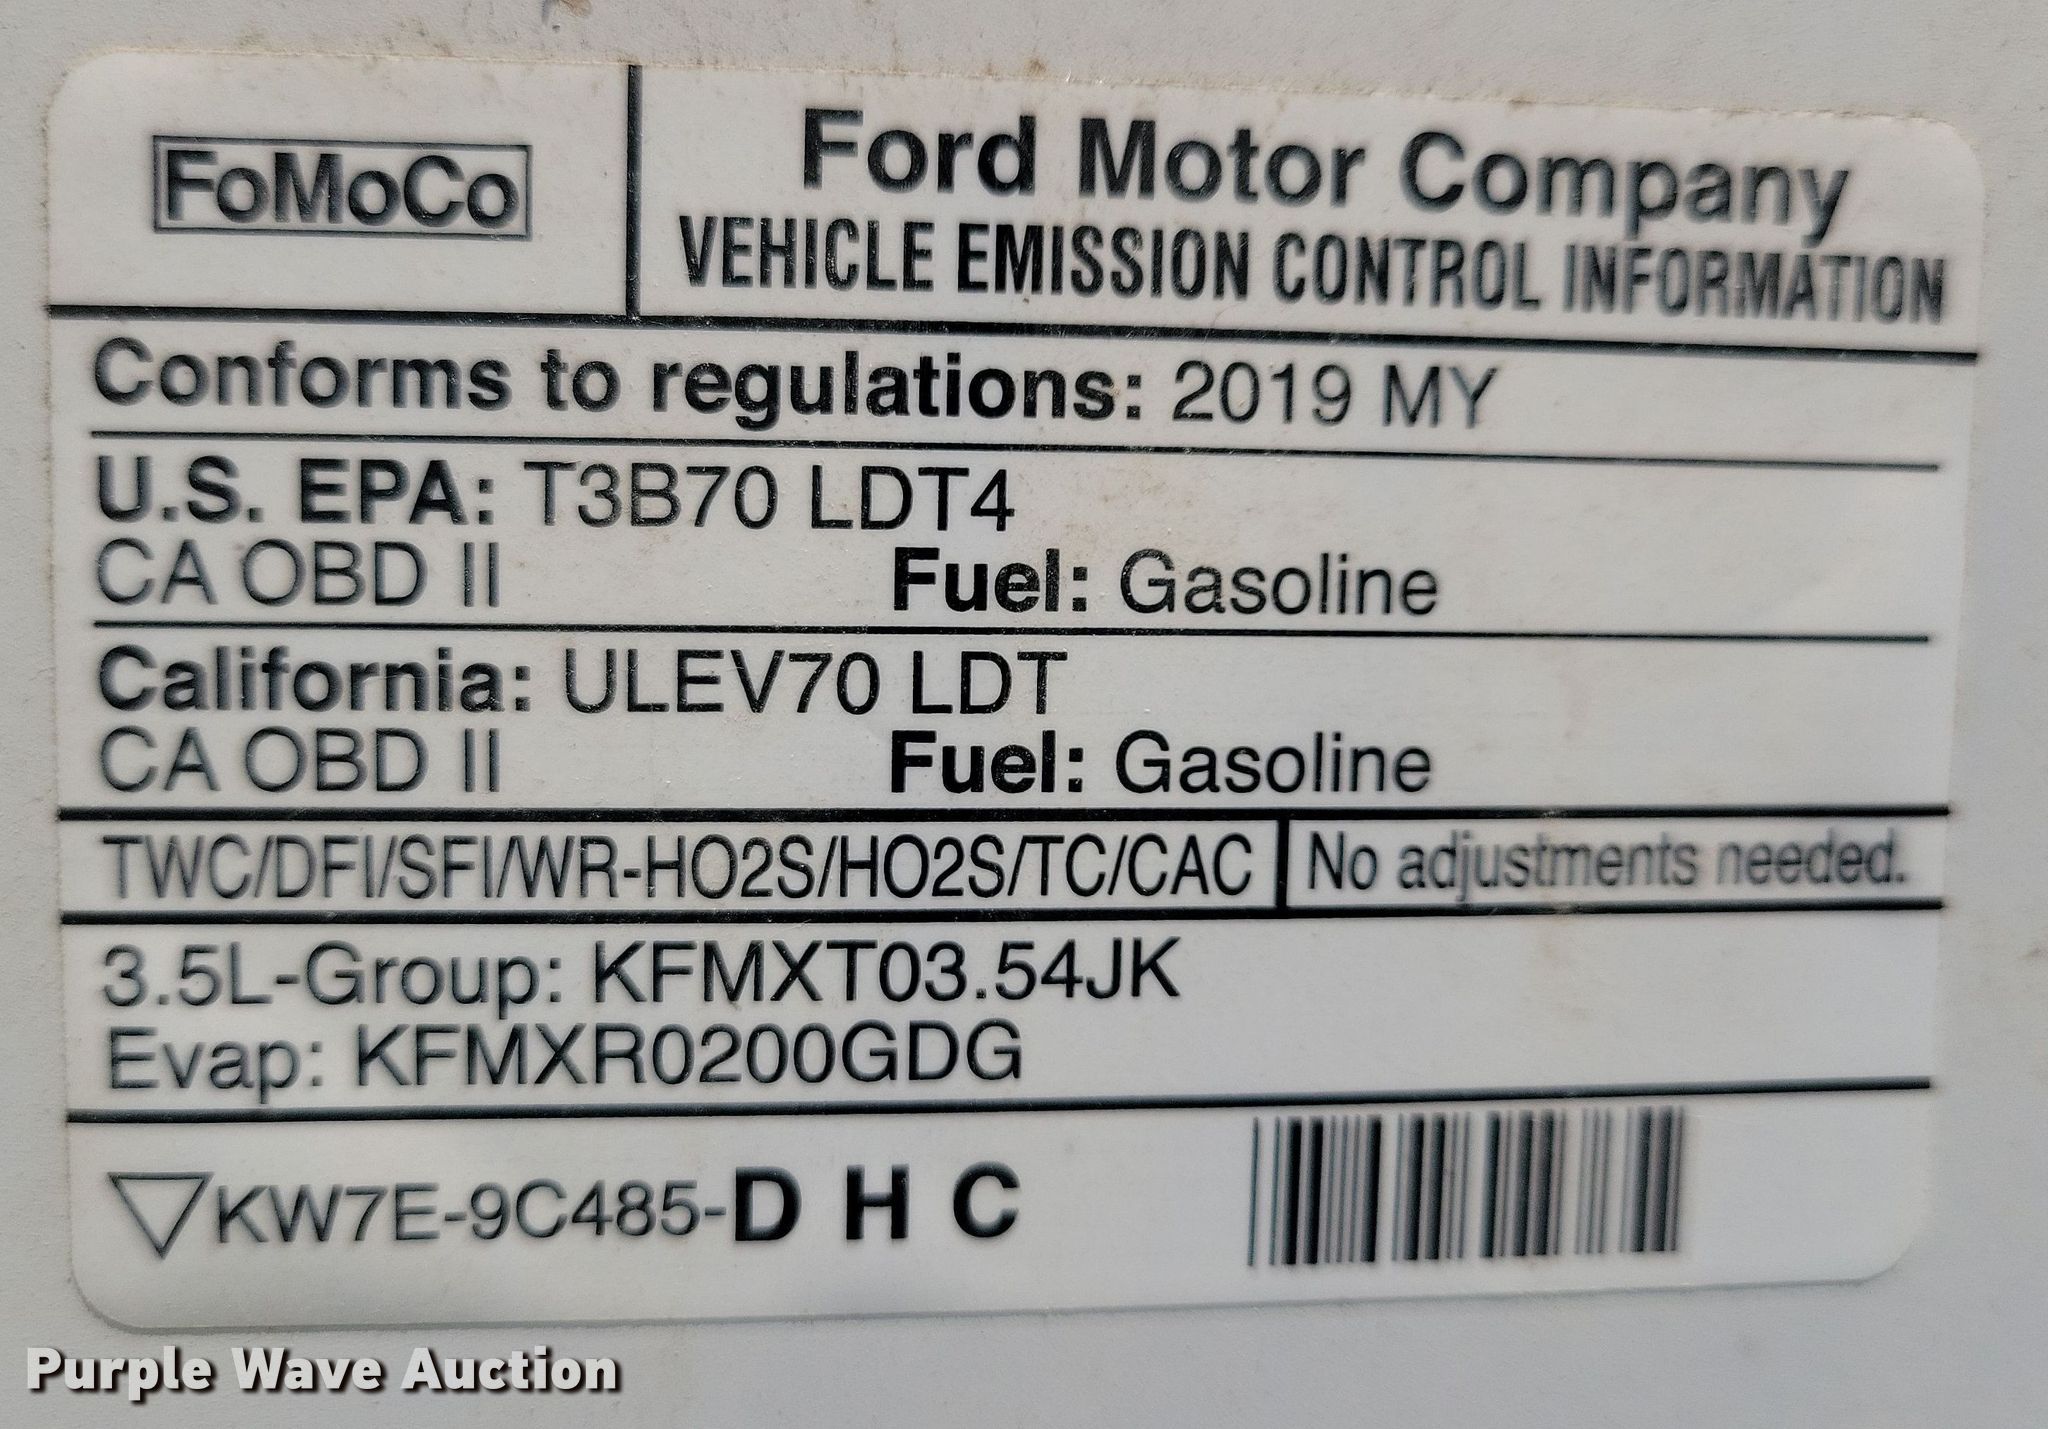 FoMoCo
Ford Motor Company
VEHICLE EMISSION CONTROL INFORMATION
Conforms to regulations: 2019 MY
U.S. EPA: T3B70 LDT4
CA OBD II Fuel: Gasoline
California: ULEV70 LDT
CA OBD II Fuel: Gasoline
TWC/DFI/SFI/WR-HO2S/HO2S/TC/CAC No adjustments needed.
3.5L-Group: KFMXT03.54JK
Evap: KFMXR0200GDG
KW7E-9C485-D H C
Purple Wave Auction